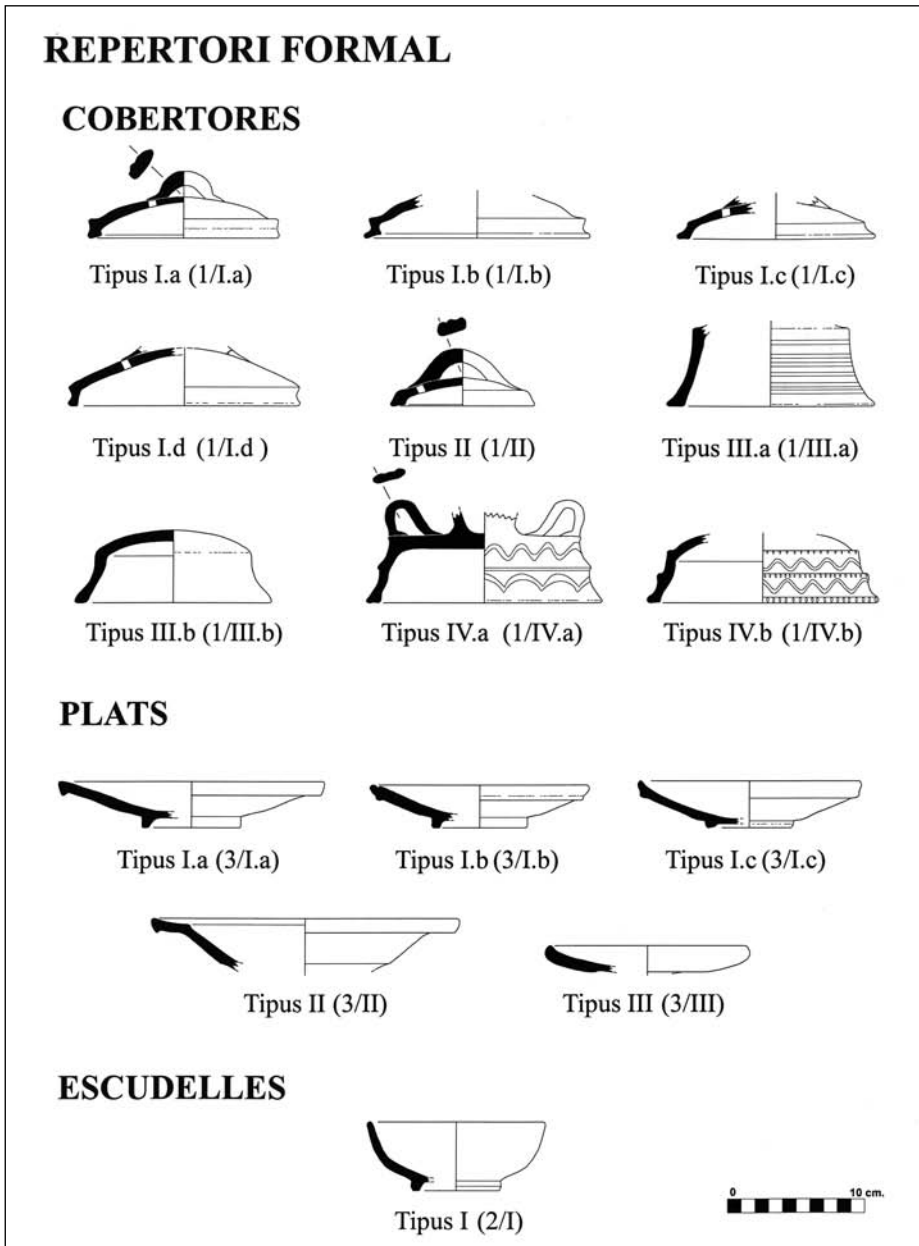 REPERTORI FORMAL
COBERTORES
Tipus I.a (1/I.a)
Tipus I.b (1/I.b)
Tipus I.c (1/I.c)
Tipus I.d (1/I.d )
Tipus II (1/II)
Tipus III.a (1/III.a)
Tipus III.b (1/III.b)
Tipus IV.a (1/IV.a)
Tipus IV.b (1/IV.b)
PLATS
Tipus I.a (3/I.a)
Tipus I.b (3/I.b)
Tipus I.c (3/I.c)
Tipus II (3/II)
Tipus III (3/III)
ESCUDELLES
0 10 cm.
Tipus I (2/I)